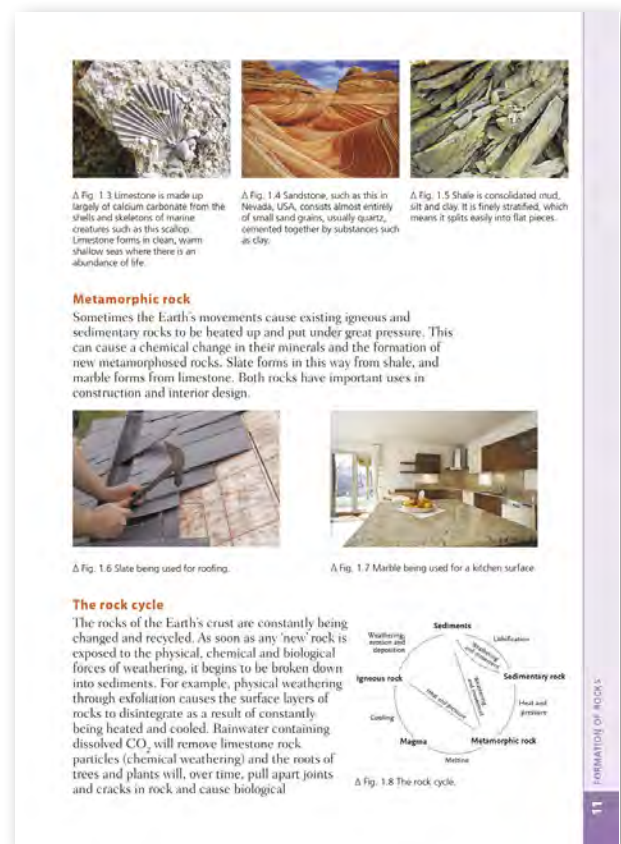 Δ Fig. 1.3 Limestone is made up
largely of calcium carbonate from the
shells and skeletons of marine
creatures such as this scallop.
Limestone forms in clean, warm
shallow seas where there is an
abundance of life.
Δ Fig. 1.4 Sandstone, such as this in
Nevada, USA, consists almost entirely
of small sand grains, usually quartz,
cemented together by substances such
as clay.
Δ Fig. 1.5 Shale is consolidated mud,
silt and clay. It is finely stratified, which
means it splits easily into flat pieces.
Metamorphic rock
Sometimes the Earth's movements cause existing igneous and
sedimentary rocks to be heated up and put under great pressure. This
can cause a chemical change in their minerals and the formation of
new metamorphosed rocks. Slate forms in this way from shale, and
marble forms from limestone. Both rocks have important uses in
construction and interior design.
Δ Fig. 1.6 Slate being used for roofing.
Δ Fig. 1.7 Marble being used for a kitchen surface
The rock cycle
The rocks of the Earth's crust are constantly being
changed and recycled. As soon as any 'new' rock is
exposed to the physical, chemical and biological
forces of weathering, it begins to be broken down
into sediments. For example, physical weathering
through exfoliation causes the surface layers of
rocks to disintegrate as a result of constantly
being heated and cooled. Rainwater containing
dissolved CO₂ will remove limestone rock
particles (chemical weathering) and the roots of
trees and plants will, over time, pull apart joints
and cracks in rock and cause biological
Sediments
Weathering,
erosion and
deposition
Lithification
Weathering
and
Igneous rock
Sedimentary rock
Heat and pressure
Weathering
and
Heat and
pressure
Cooling
Magma
Metamorphic rock
Melting
Δ Fig. 1.8 The rock cycle.
FORMATION OF ROCKS
11